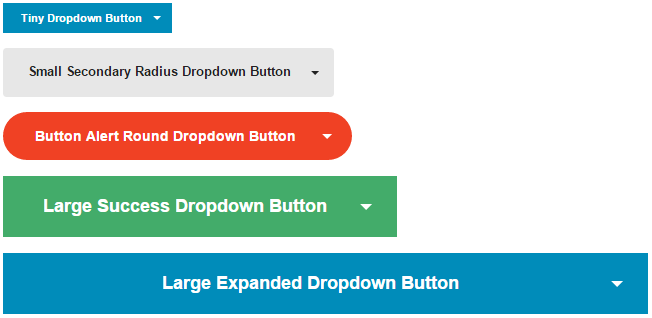 Tiny Dropdown Button
Small Secondary Radius Dropdown Button
Button Alert Round Dropdown Button
Large Success Dropdown Button
Large Expanded Dropdown Button